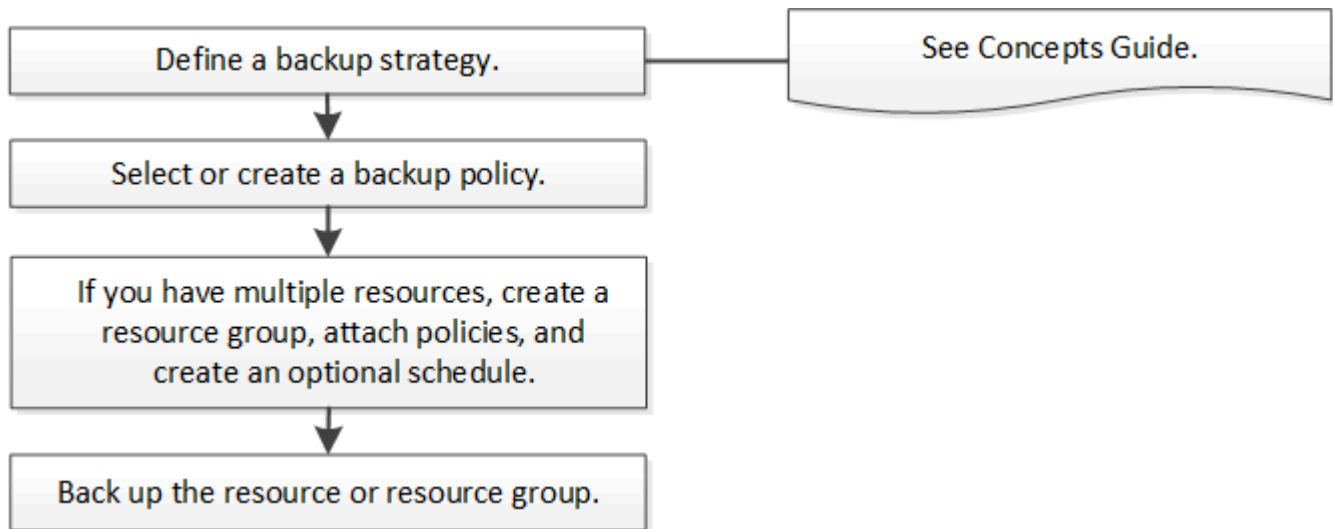 Define a backup strategy.
See Concepts Guide.
Select or create a backup policy.
If you have multiple resources, create a
resource group, attach policies, and
create an optional schedule.
Back up the resource or resource group.